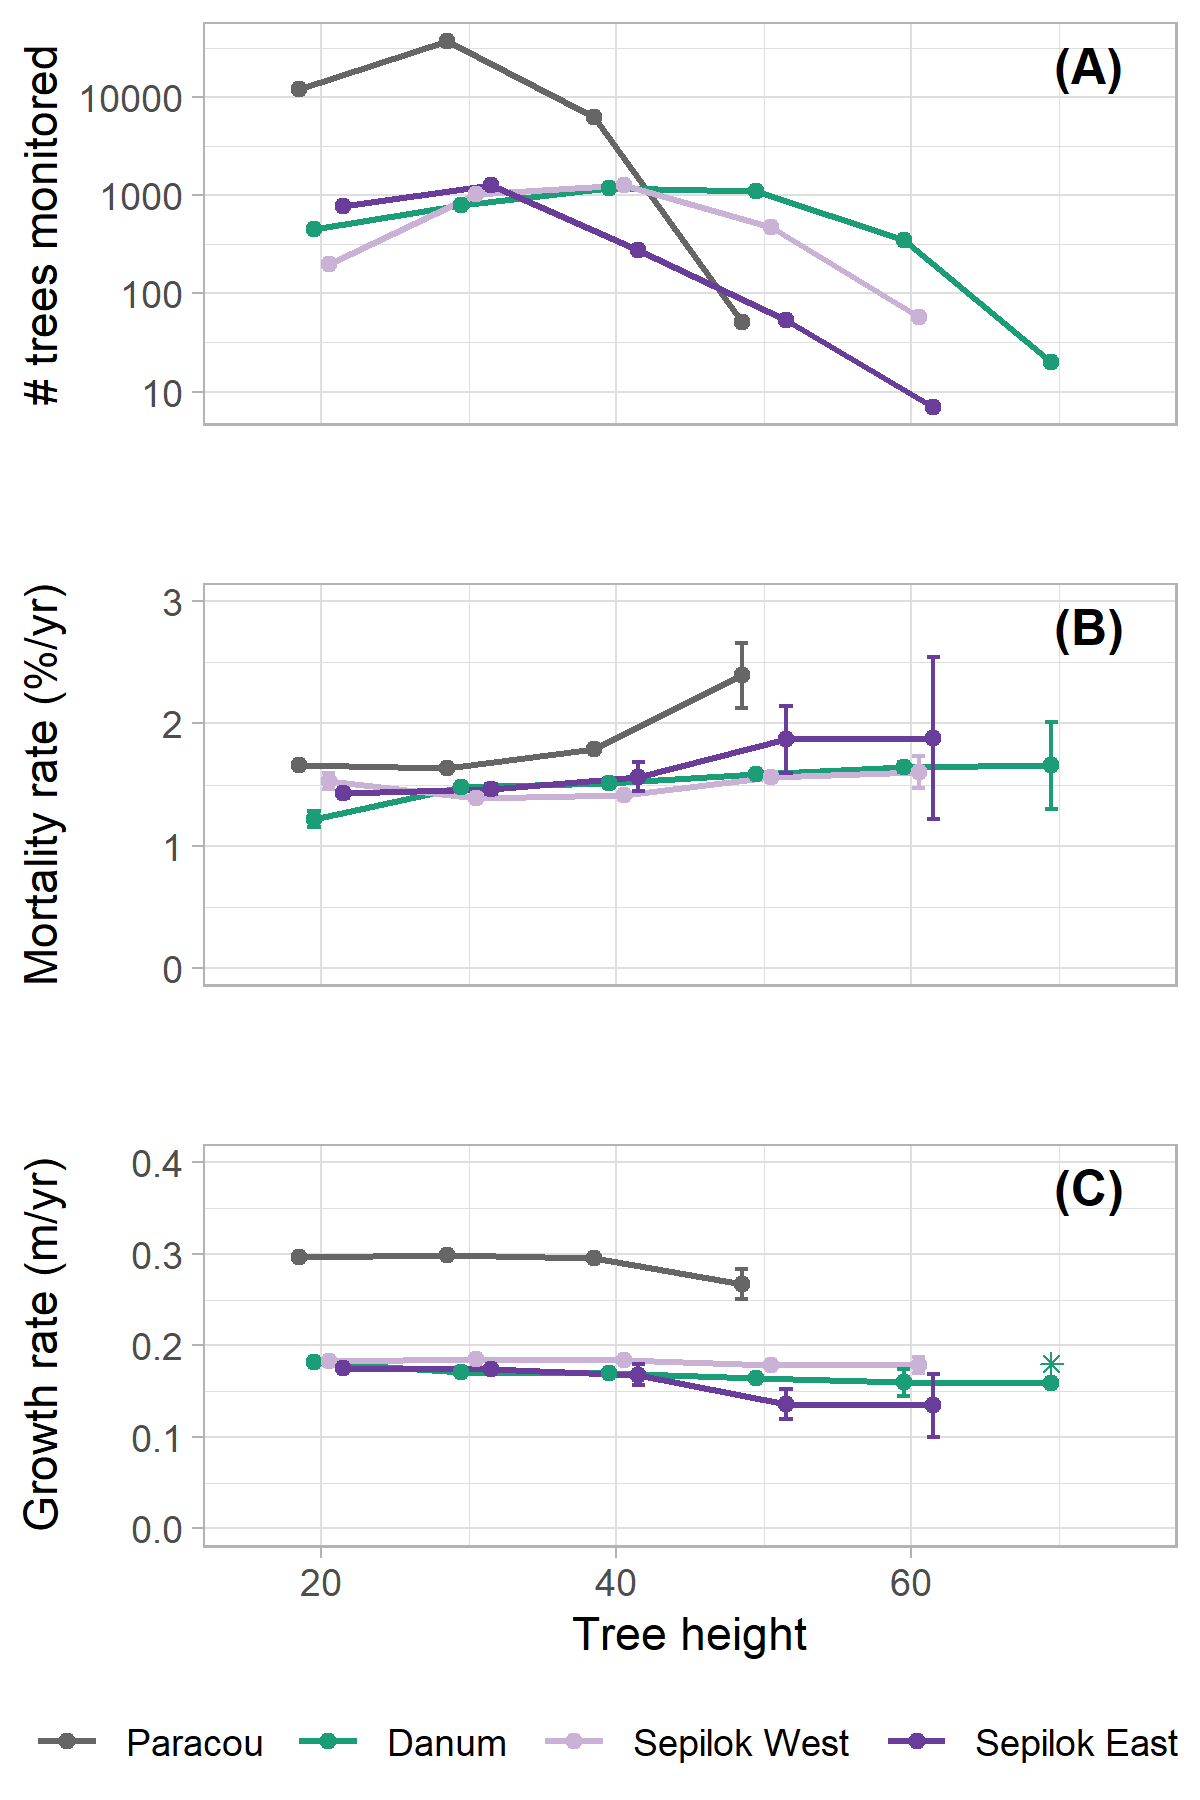 # trees monitored
10000
1000
100
10
(A)
Mortality rate (%/yr)
3
2
1
0
(B)
Growth rate (m/yr)
0.4
0.3
0.2
0.1
0.0
(C)
20 40 60
Tree height
Paracou Danum Sepilok West Sepilok East